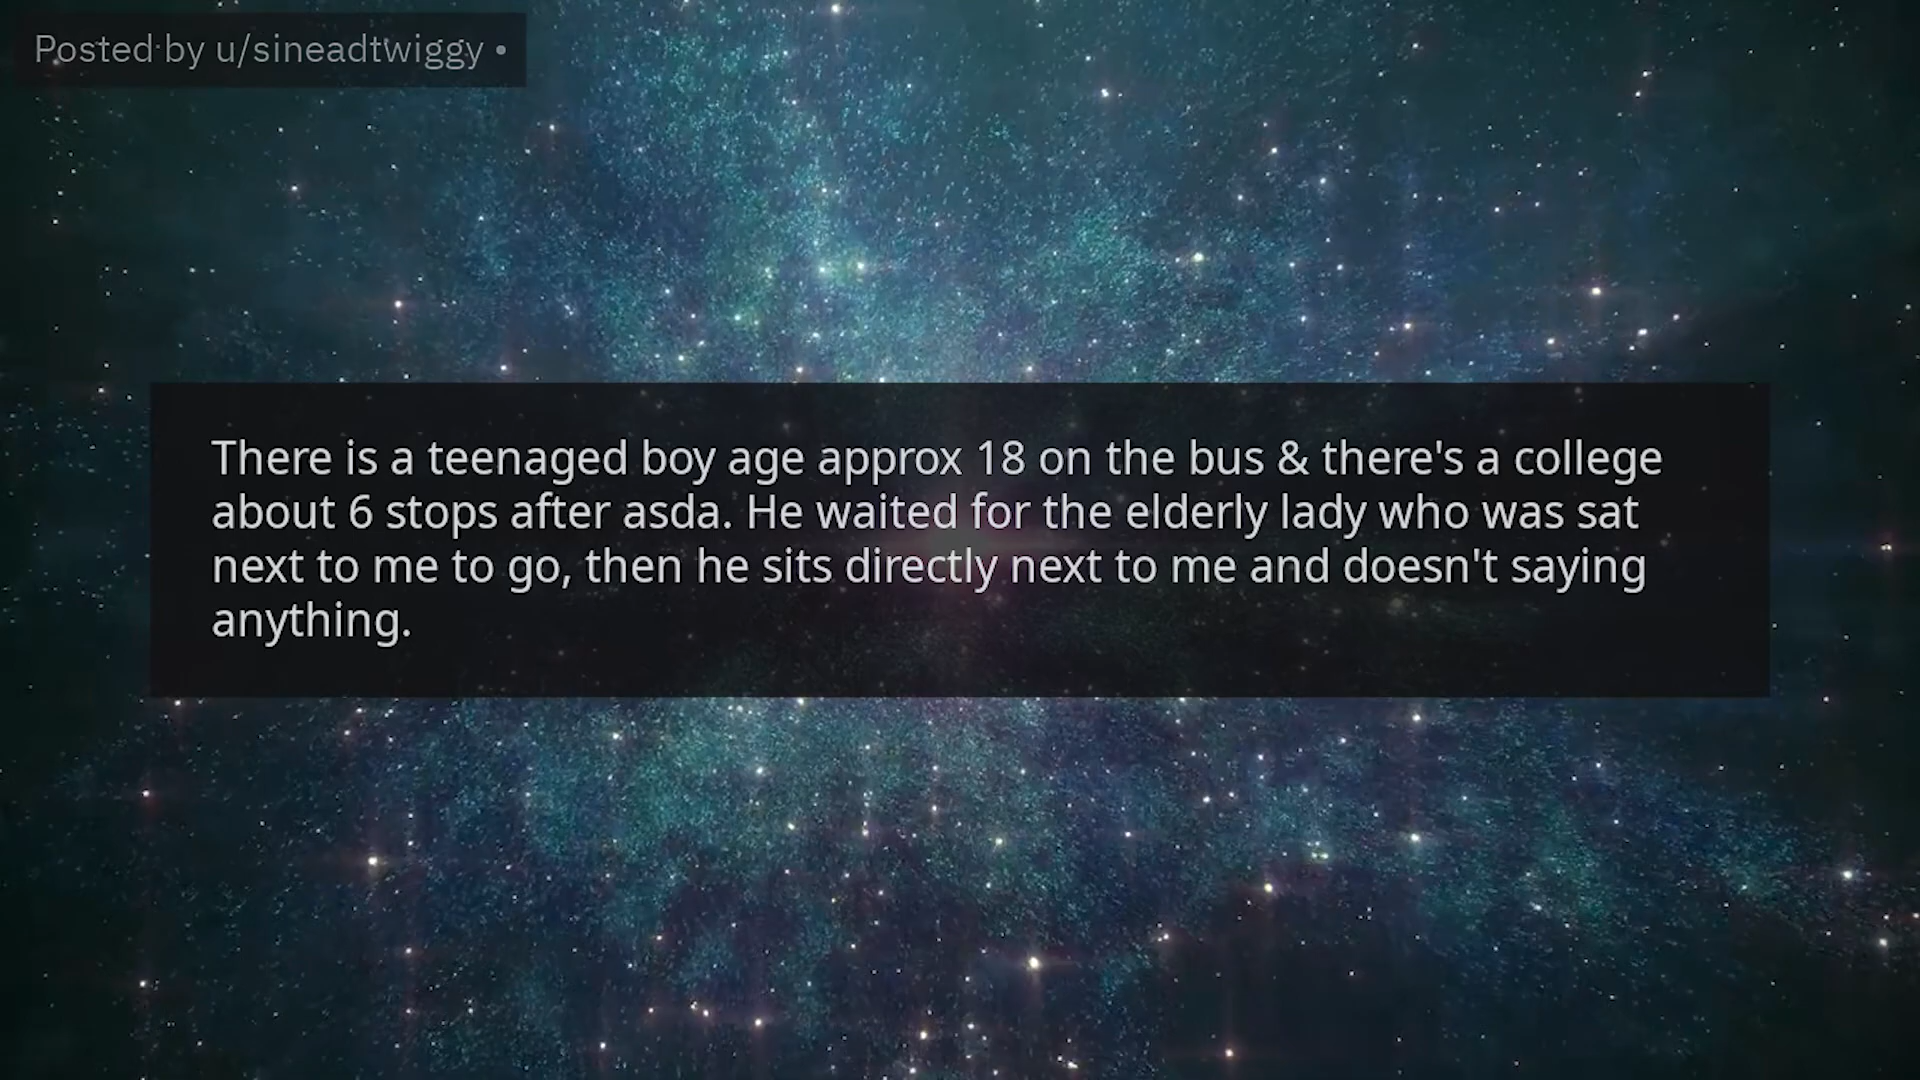 Posted by u/sineadtwiggy •
There is a teenaged boy age approx 18 on the bus & there's a college
about 6 stops after asda. He waited for the elderly lady who was sat
next to me to go, then he sits directly next to me and doesn't saying
anything.